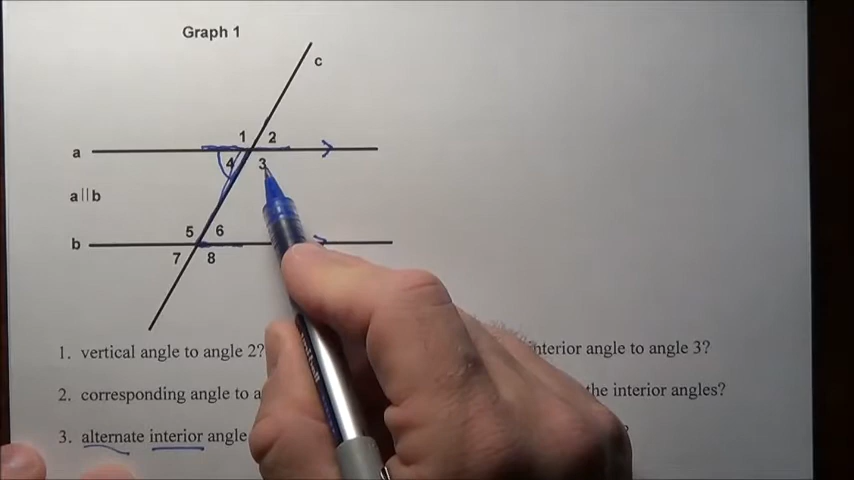 Graph 1
c
1 2
a
4 3
a||b
5 6
b
7 8
1. vertical angle to angle 2?
interior angle to angle 3?
2. corresponding angle to
the interior angles?
3. alternate interior angle
?